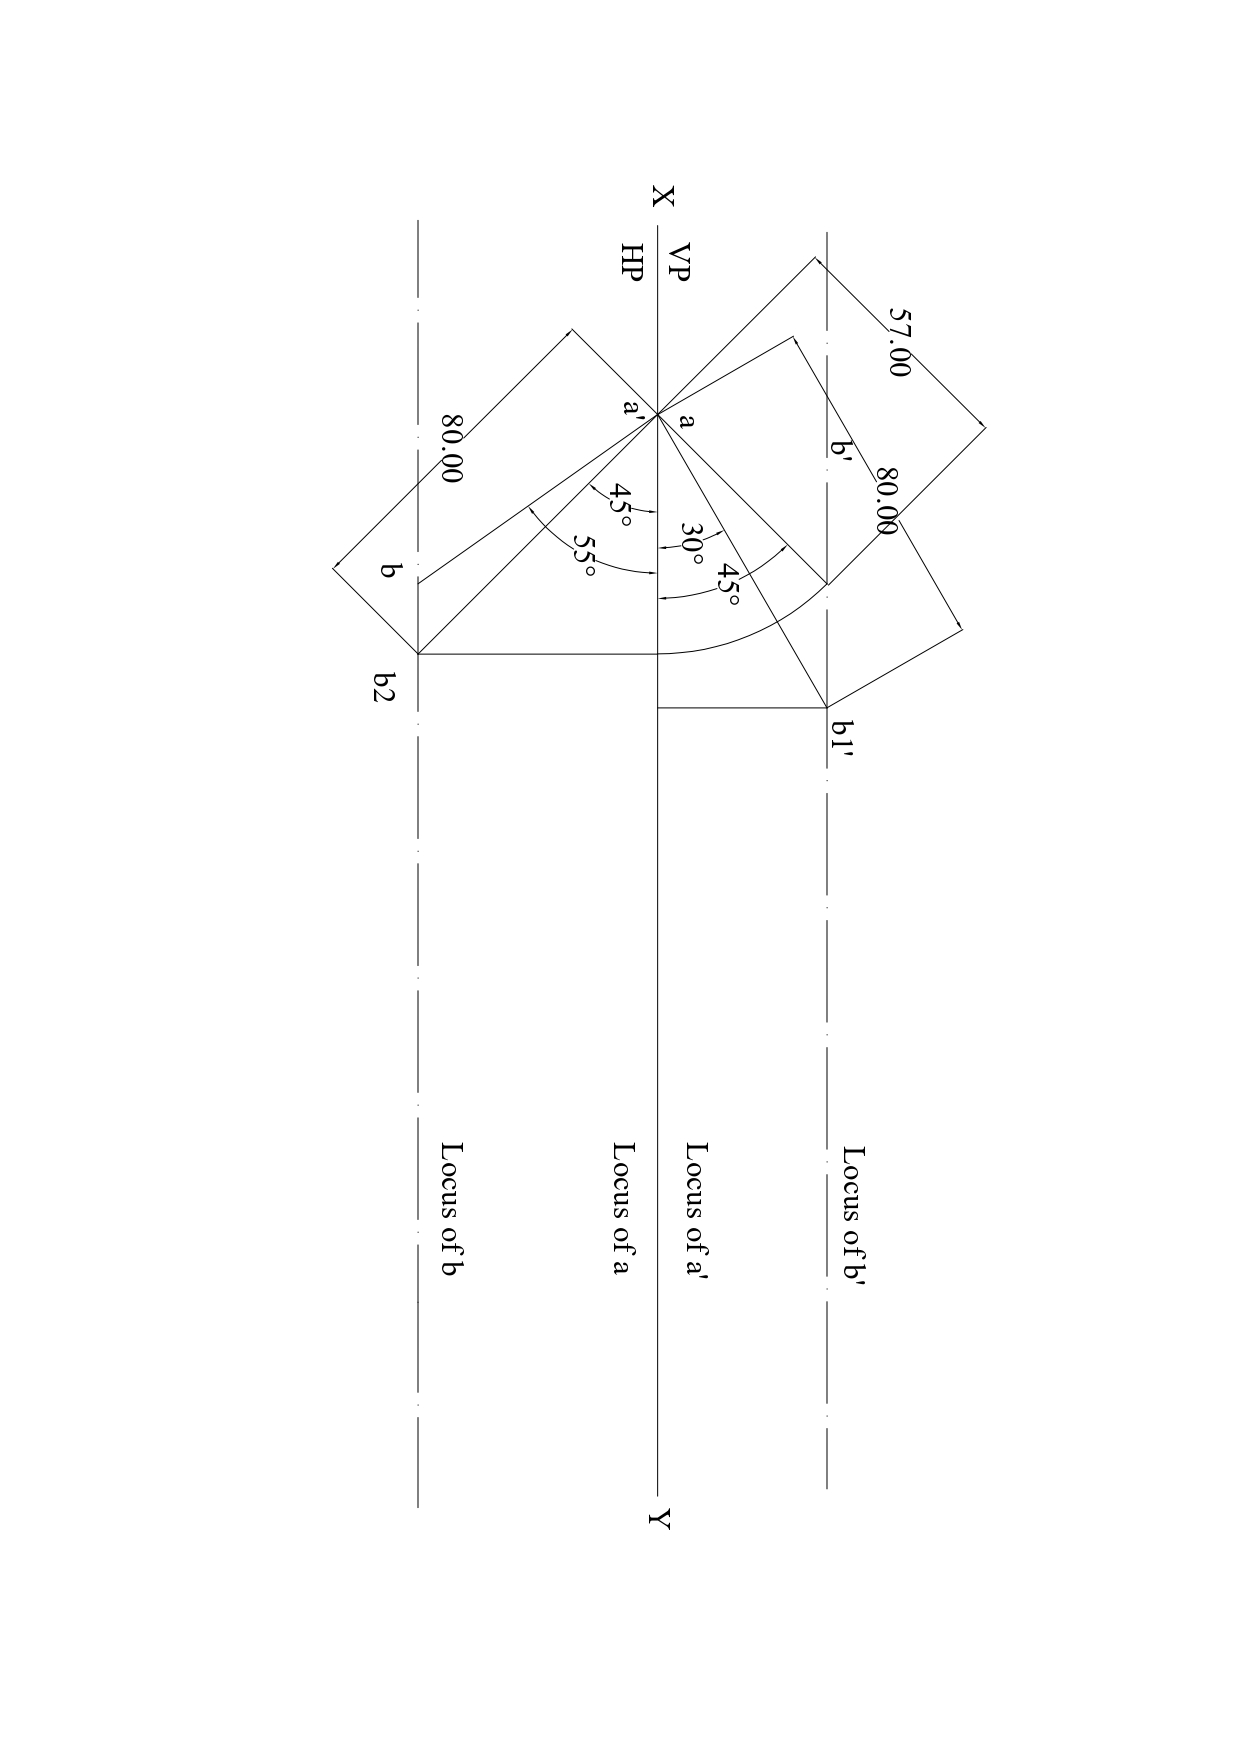 X
VP
HP
57.00
b'
80.00
a
a'
80.00
30°
45°
45°
55°
b
b2
b1'
Locus of b'
Locus of a'
Locus of a
Locus of b
Y